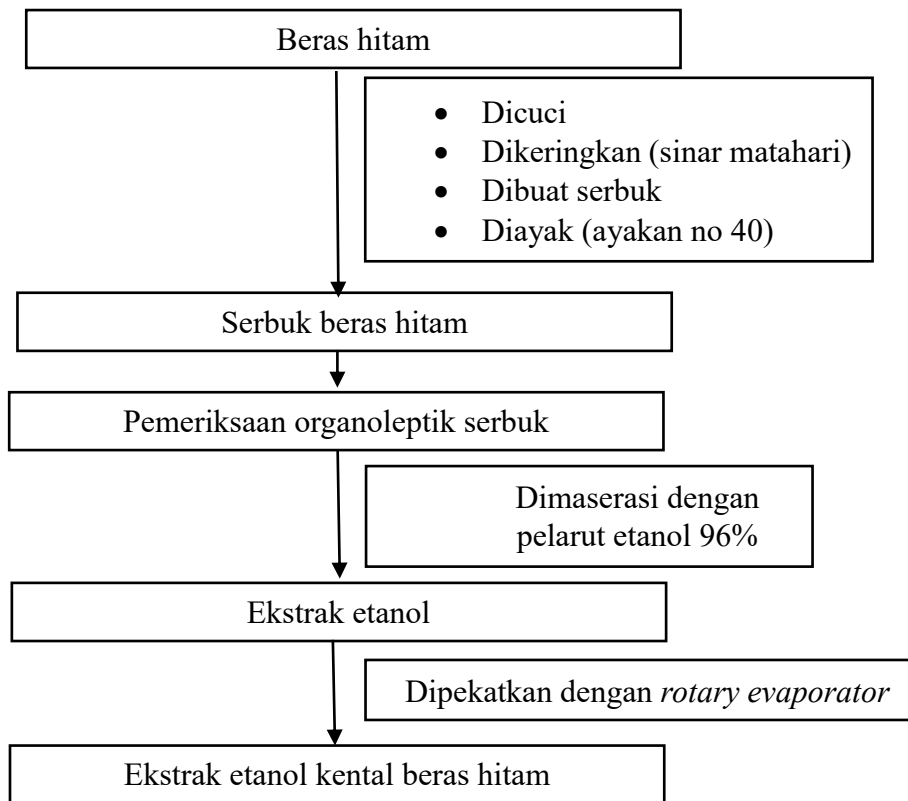 Beras hitam
• Dicuci
• Dikeringkan (sinar matahari)
• Dibuat serbuk
• Diayak (ayakan no 40)
Serbuk beras hitam
Pemeriksaan organoleptik serbuk
Dimaserasi dengan
pelarut etanol 96%
Ekstrak etanol
Dipekatkan dengan rotary evaporator
Ekstrak etanol kental beras hitam